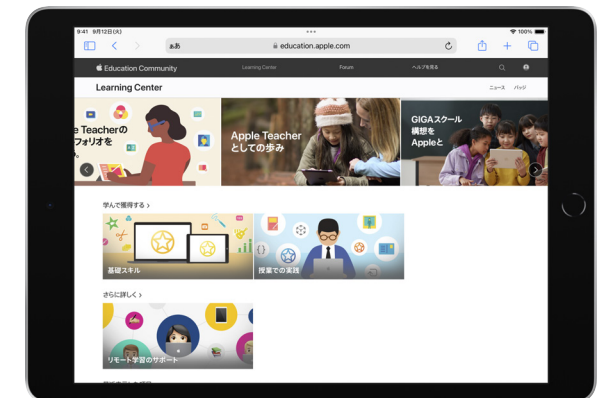 9:41 9月12日(火)
100%
ああ
education.apple.com
Education Community
Learning Center
Forum
ヘルプを見る
Learning Center
ニュース
バッジ
e Teacherの
フォリオを
。
Apple Teacher
としての歩み
GIGAスクール
構想を
Appleと
学んで獲得する >
基礎スキル
授業での実践
さらに詳しく >
リモート学習のサポート